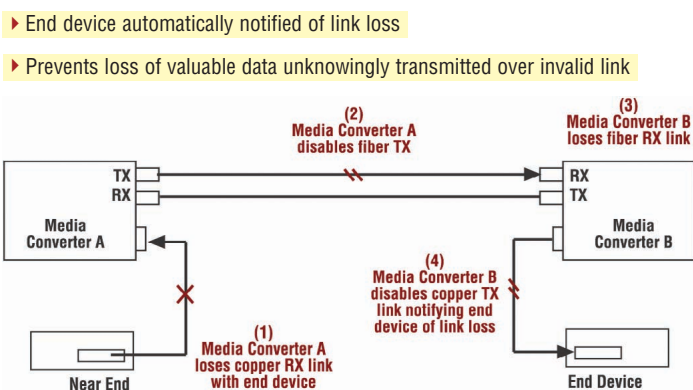 End device automatically notified of link loss
Prevents loss of valuable data unknowingly transmitted over invalid link
(2)
Media Converter A
disables fiber TX
(3)
Media Converter B
loses fiber RX link
TX
RX
Media
Converter A
RX
TX
Media
Converter B
(4)
Media Converter B
disables copper TX
link notifying end
device of link loss
(1)
Media Converter A
loses copper RX link
with end device
Near End
End Device